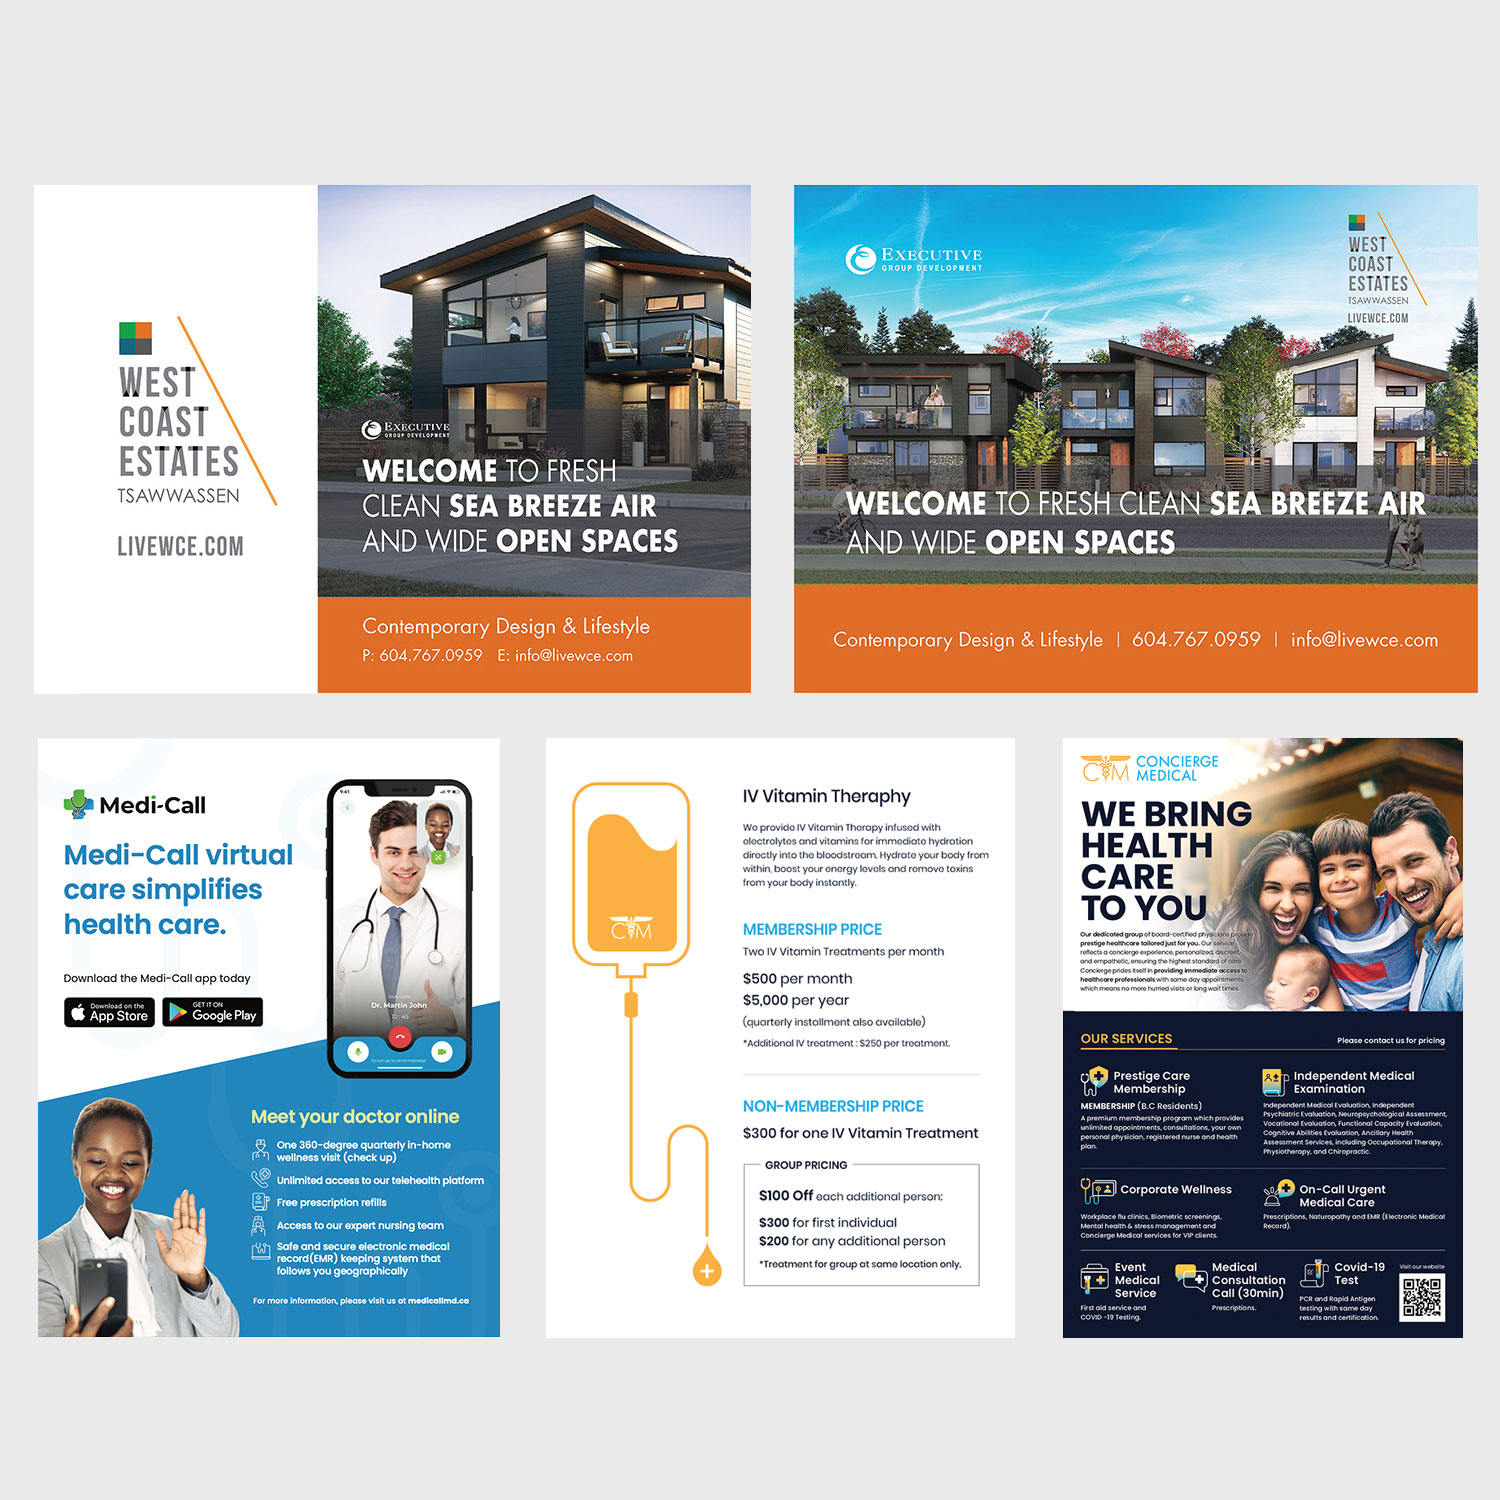 WEST
COAST
ESTATES
TSAWWASSEN
LIVEWCE.COM
EXECUTIVE
GROUP DEVELOPMENT
WELCOME TO FRESH
CLEAN SEA BREEZE AIR
AND WIDE OPEN SPACES
Contemporary Design & Lifestyle
P: 604.767.0959 E: info@livewce.com
EXECUTIVE
GROUP DEVELOPMENT
WEST
COAST
ESTATES
TSAWWASSEN
LIVEWCE.COM
WELCOME TO FRESH CLEAN SEA BREEZE AIR
AND WIDE OPEN SPACES
Contemporary Design & Lifestyle | 604.767.0959 | info@livewce.com
Medi-Call
Medi-Call virtual
care simplifies
health care.
Download the Medi-Call app today
Download on the
App Store
GET IT ON
Google Play
9:41
Dr. Martin John
10:45
Swipe up to send message
Meet your doctor online
One 360-degree quarterly in-home
wellness visit (check up)
Unlimited access to our telehealth platform
Free prescription refills
Access to our expert nursing team
Safe and secure electronic medical
record(EMR) keeping system that
follows you geographically
For more information, please visit us at medicallmd.ca
CM
IV Vitamin Theraphy
We provide IV Vitamin Therapy infused with
electrolytes and vitamins for immediate hydration
directly into the bloodstream. Hydrate your body from
within, boost your energy levels and remove toxins
from your body instantly.
MEMBERSHIP PRICE
Two IV Vitamin Treatments per month
$500 per month
$5,000 per year
(quarterly installment also available)
*Additional IV treatment : $250 per treatment.
NON-MEMBERSHIP PRICE
$300 for one IV Vitamin Treatment
GROUP PRICING
$100 Off each additional person:
$300 for first individual
$200 for any additional person
*Treatment for group at same location only.
CM CONCIERGE
MEDICAL
WE BRING
HEALTH
CARE
TO YOU
Our dedicated group of board-certified physicians provide
prestige healthcare tailored just for you. Our service
reflects a concierge experience, personalized, discreet
and empathetic, ensuring the highest standard of care.
Concierge prides itself in providing immediate access to
healthcare professionals with same day appointments,
which means no more hurried visits or long wait times.
OUR SERVICES
Please contact us for pricing
Prestige Care
Membership
MEMBERSHIP (B.C Residents)
A premium membership program which provides
unlimited appointments, consultations, your own
personal physician, registered nurse and health
plan.
Independent Medical
Examination
Independent Medical Evaluation, Independent
Psychiatric Evaluation, Neuropsychological Assessment,
Vocational Evaluation, Functional Capacity Evaluation,
Cognitive Abilities Evaluation, Ancillary Health
Assessment Services, including Occupational Therapy,
Physiotherapy, and Chiropractic.
Corporate Wellness
Workplace flu clinics, Biometric screenings,
Mental health & stress management and
Concierge Medical services for VIP clients.
On-Call Urgent
Medical Care
Prescriptions, Naturopathy and EMR (Electronic Medical
Record).
Event
Medical
Service
First aid service and
COVID -19 Testing.
Medical
Consultation
Call (30min)
Prescriptions.
Covid-19
Test
PCR and Rapid Antigen
testing with same day
results and certification.
Visit our website